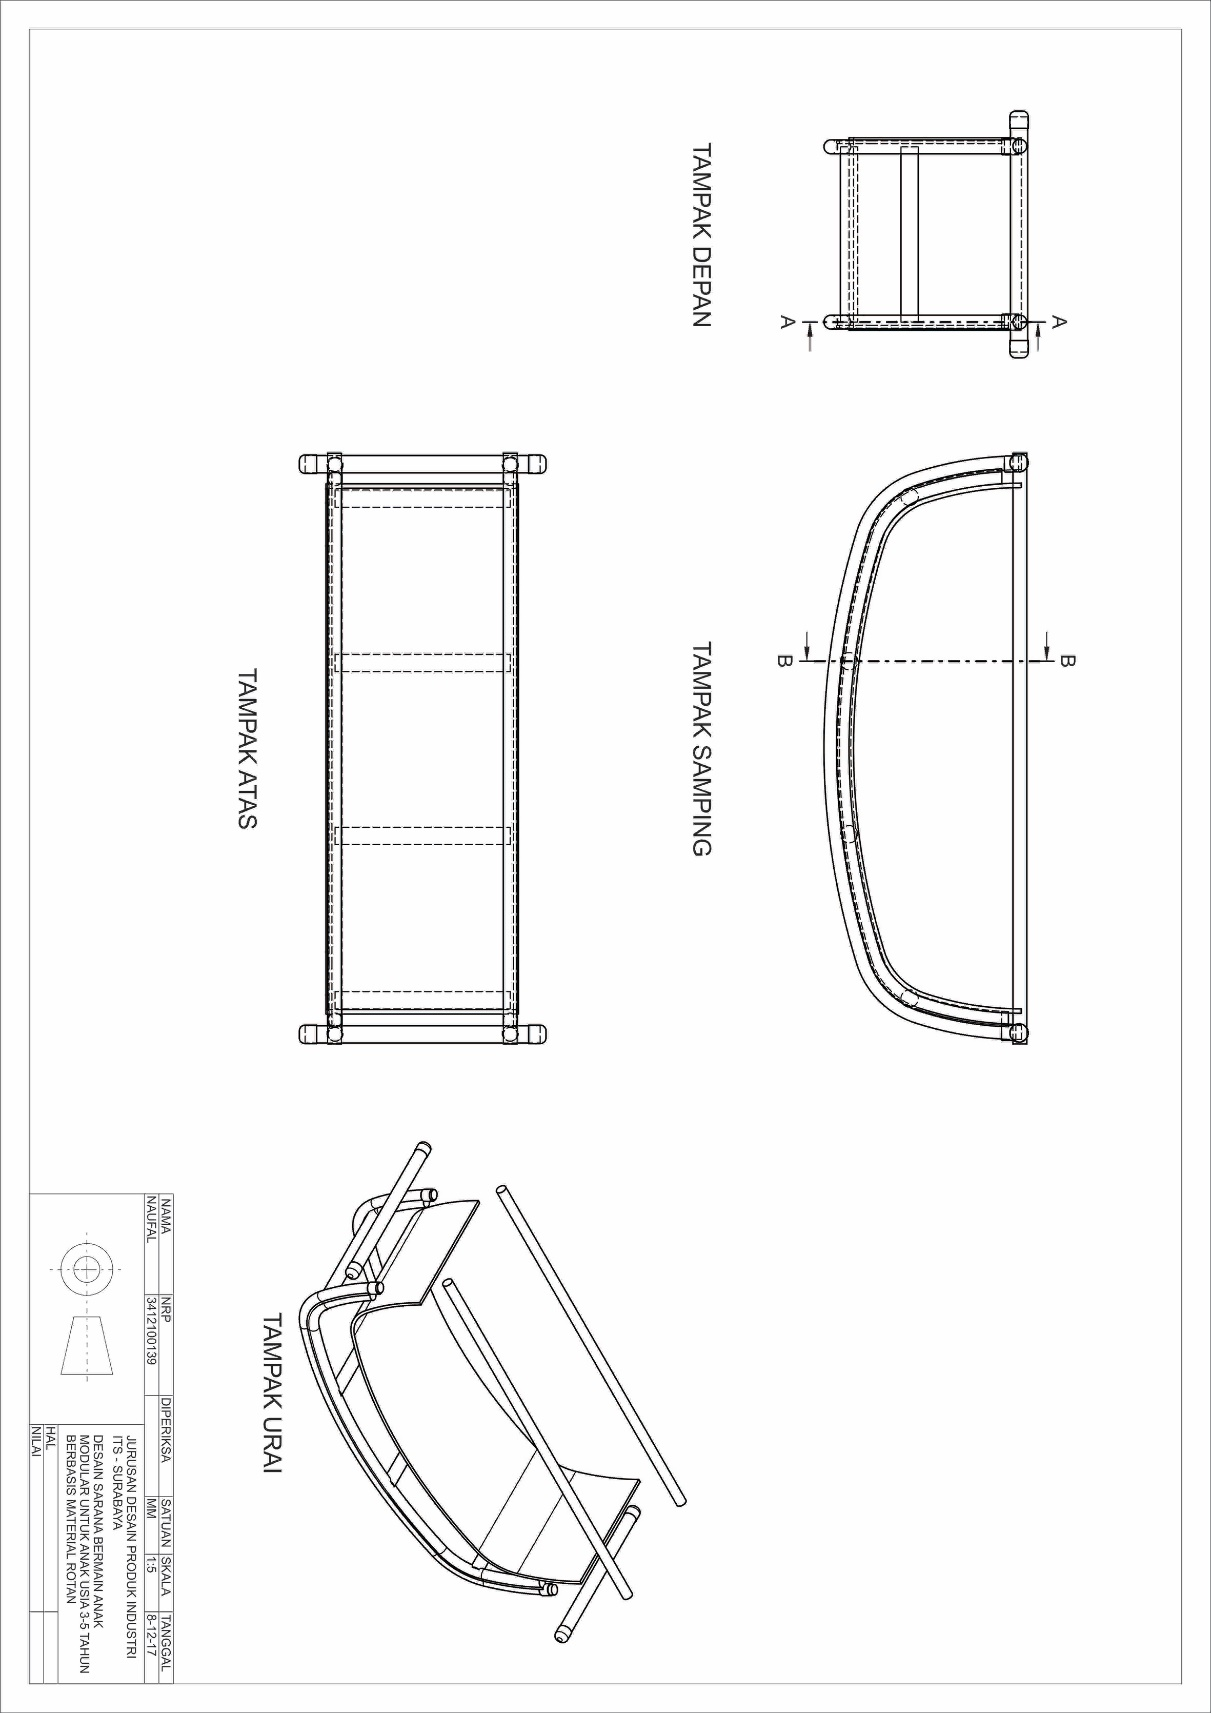 TAMPAK DEPAN
A
A
TAMPAK SAMPING
B
B
TAMPAK ATAS
TAMPAK URAI
NAMA NRP DIPERIKSA SATUAN SKALA TANGGAL
NAUFAL 3412100139 MM 1:5 8-12-17
JURUSAN DESAIN PRODUK INDUSTRI
ITS - SURABAYA
DESAIN SARANA BERMAIN ANAK
MODULAR UNTUK ANAK USIA 3-5 TAHUN
BERBASIS MATERIAL ROTAN
HAL
NILAI